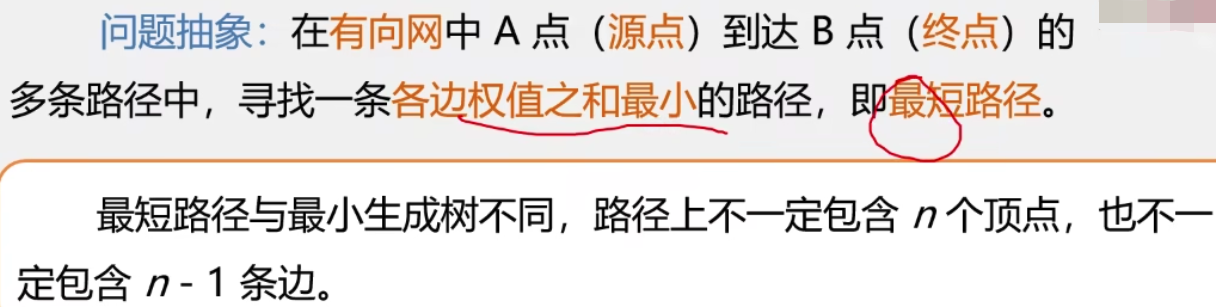 问题抽象：在有向网中 A 点（源点）到达 B 点（终点）的
多条路径中，寻找一条各边权值之和最小的路径，即最短路径。
最短路径与最小生成树不同，路径上不一定包含 n 个顶点，也不一
定包含 n - 1 条边。